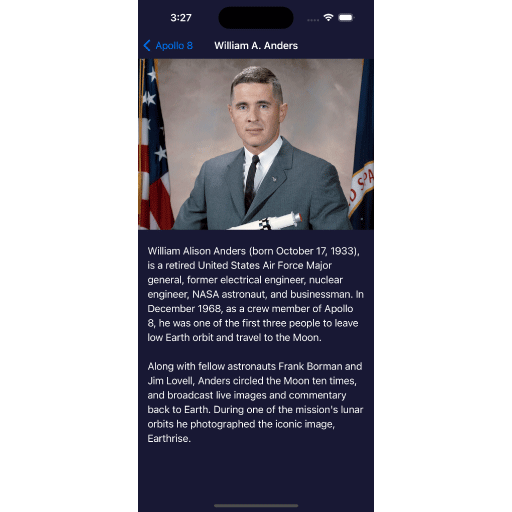 3:27
Apollo 8
William A. Anders
William Alison Anders (born October 17, 1933),
is a retired United States Air Force Major
general, former electrical engineer, nuclear
engineer, NASA astronaut, and businessman. In
December 1968, as a crew member of Apollo
8, he was one of the first three people to leave
low Earth orbit and travel to the Moon.
Along with fellow astronauts Frank Borman and
Jim Lovell, Anders circled the Moon ten times,
and broadcast live images and commentary
back to Earth. During one of the mission's lunar
orbits he photographed the iconic image,
Earthrise.